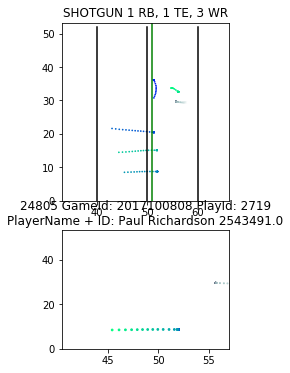 SHOTGUN 1 RB, 1 TE, 3 WR
50
40
30
20
10
0
40 50 60
24805 GameId: 2017100808 PlayId: 2719
PlayerName + ID: Paul Richardson 2543491.0
40
20
0
45 50 55